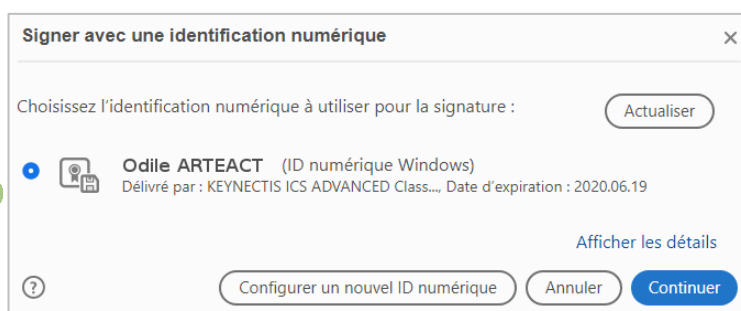 Signer avec une identification numérique
Choisissez l'identification numérique à utiliser pour la signature :
Actualiser
Odile ARTEACT (ID numérique Windows)
Délivré par : KEYNECTIS ICS ADVANCED Class..., Date d'expiration : 2020.06.19
Afficher les détails
Configurer un nouvel ID numérique
Annuler
Continuer